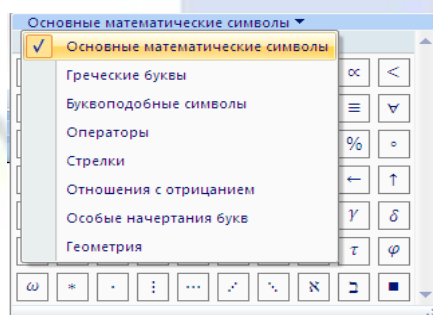 Основные математические символы
Основные математические символы
∝ <
Греческие буквы
Буквоподобные символы
≡ ∀
Операторы
% ∘
Стрелки
← ↑
Отношения с отрицанием
Особые начертания букв
γ δ
Геометрия
τ φ
ω * · ⋮ ⋯ ⋰ ⋱ ℵ ℶ ■